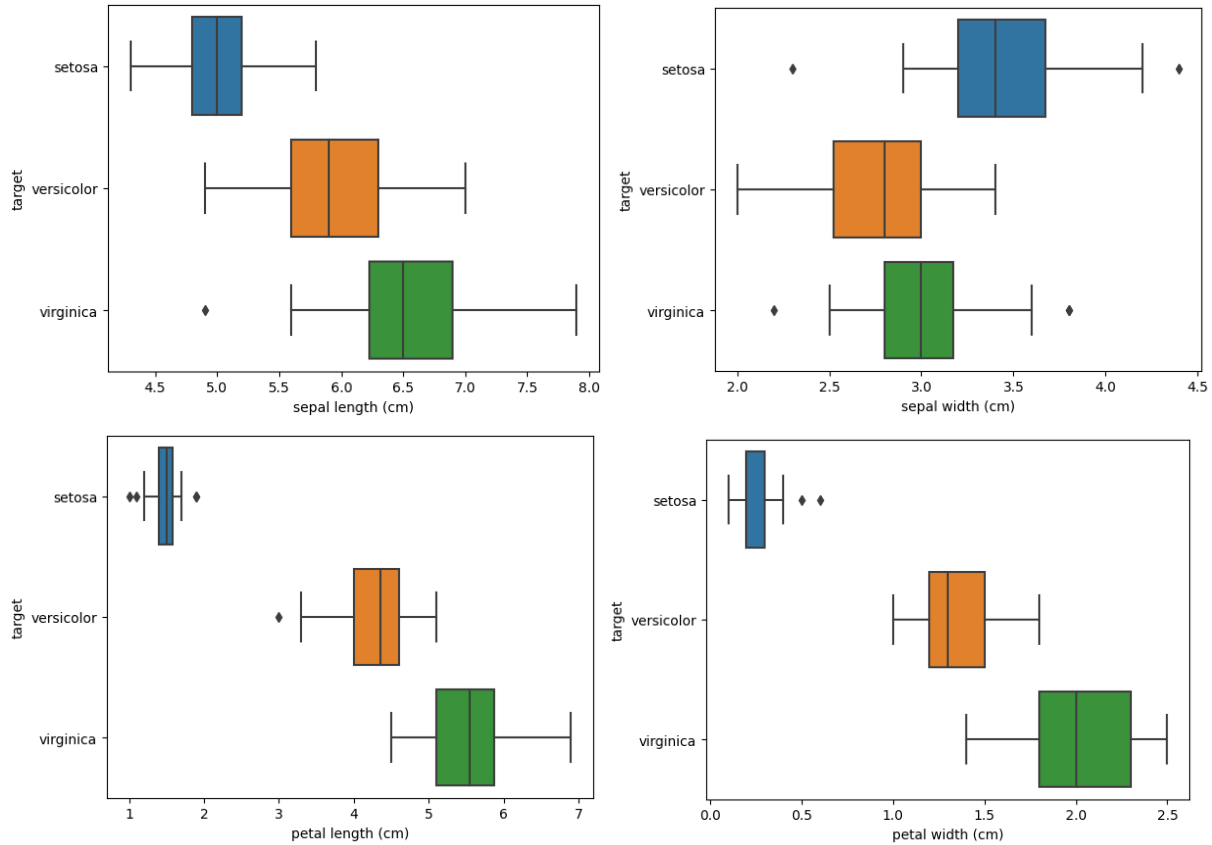 target
setosa
versicolor
virginica
4.5 5.0 5.5 6.0 6.5 7.0 7.5 8.0
sepal length (cm)
target
setosa
versicolor
virginica
2.0 2.5 3.0 3.5 4.0 4.5
sepal width (cm)
target
setosa
versicolor
virginica
1 2 3 4 5 6 7
petal length (cm)
target
setosa
versicolor
virginica
0.0 0.5 1.0 1.5 2.0 2.5
petal width (cm)